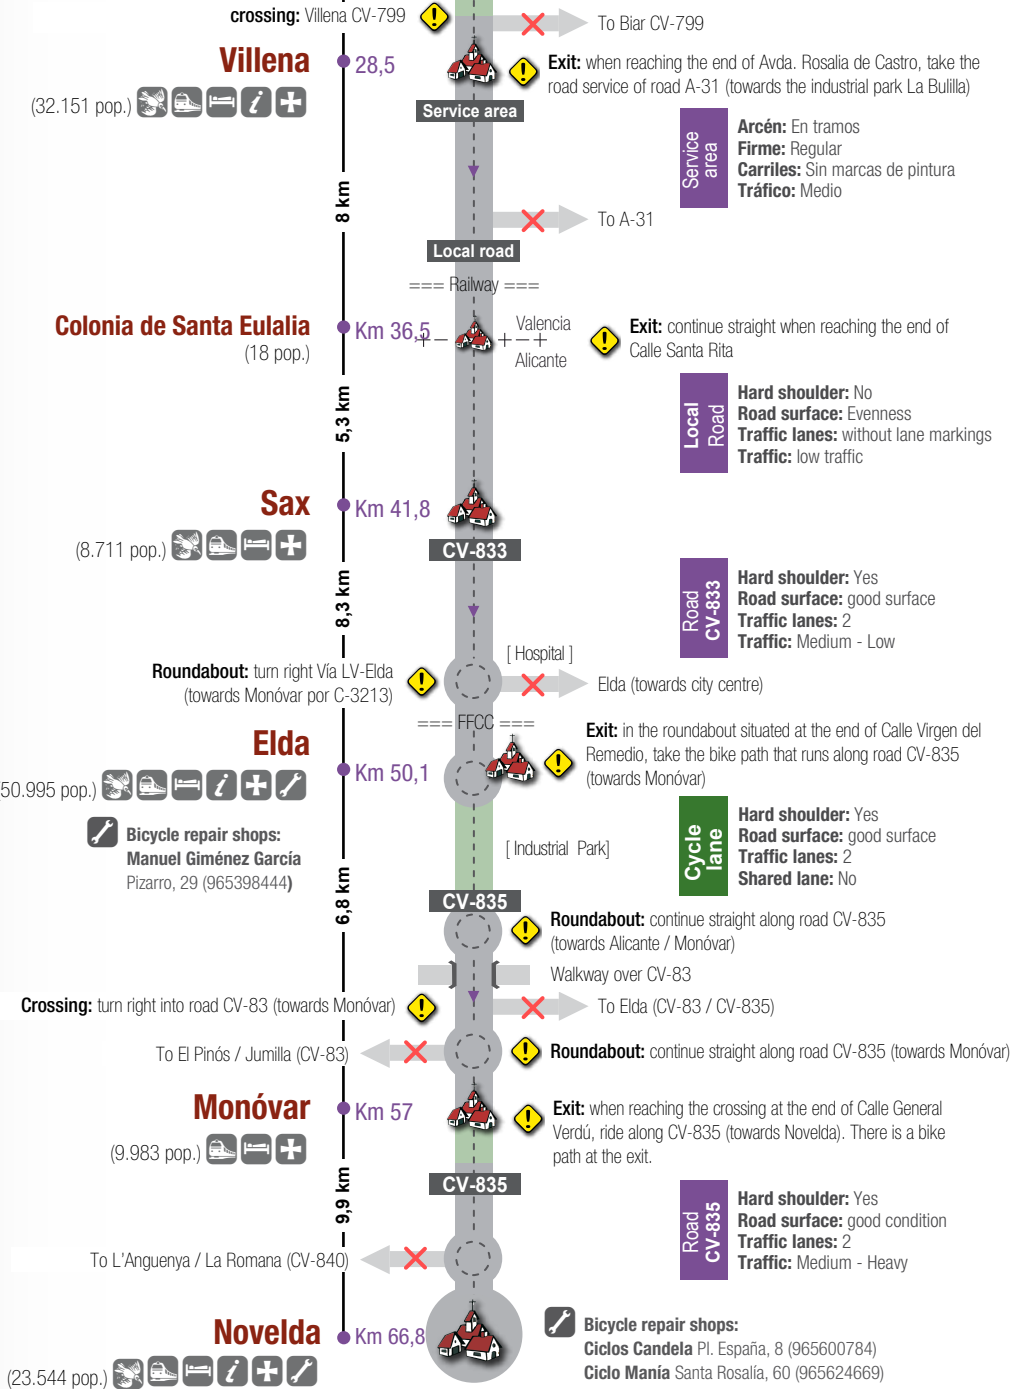 crossing: Villena CV-799
To Biar CV-799
Villena
28,5
Exit: when reaching the end of Avda. Rosalia de Castro, take the
road service of road A-31 (towards the industrial park La Bulilla)
(32.151 pop.)
Service area
Service
area
Arcén: En tramos
Firme: Regular
Carriles: Sin marcas de pintura
Tráfico: Medio
8 km
To A-31
Local road
=== Railway ===
Colonia de Santa Eulalia
(18 pop.)
Km 36,5
Valencia
Alicante
Exit: continue straight when reaching the end of
Calle Santa Rita
5,3 km
Local
Road
Hard shoulder: No
Road surface: Evenness
Traffic lanes: without lane markings
Traffic: low traffic
Sax
Km 41,8
(8.711 pop.)
CV-833
8,3 km
Road
CV-833
Hard shoulder: Yes
Road surface: good surface
Traffic lanes: 2
Traffic: Medium - Low
Roundabout: turn right Vía LV-Elda
(towards Monóvar por C-3213)
[ Hospital ]
Elda (towards city centre)
=== FFCC ===
Elda
Km 50,1
Exit: in the roundabout situated at the end of Calle Virgen del
Remedio, take the bike path that runs along road CV-835
(towards Monóvar)
50.995 pop.)
Bicycle repair shops:
Manuel Giménez García
Pizarro, 29 (965398444)
6,8 km
[ Industrial Park]
Cycle
lane
Hard shoulder: Yes
Road surface: good surface
Traffic lanes: 2
Shared lane: No
CV-835
Roundabout: continue straight along road CV-835
(towards Alicante / Monóvar)
Walkway over CV-83
Crossing: turn right into road CV-83 (towards Monóvar)
To Elda (CV-83 / CV-835)
To El Pinós / Jumilla (CV-83)
Roundabout: continue straight along road CV-835 (towards Monóvar)
Monóvar
Km 57
(9.983 pop.)
Exit: when reaching the crossing at the end of Calle General
Verdú, ride along CV-835 (towards Novelda). There is a bike
path at the exit.
CV-835
9,9 km
Road
CV-835
Hard shoulder: Yes
Road surface: good condition
Traffic lanes: 2
Traffic: Medium - Heavy
To L'Anguenya / La Romana (CV-840)
Novelda
Km 66,8
(23.544 pop.)
Bicycle repair shops:
Ciclos Candela Pl. España, 8 (965600784)
Ciclo Manía Santa Rosalía, 60 (965624669)